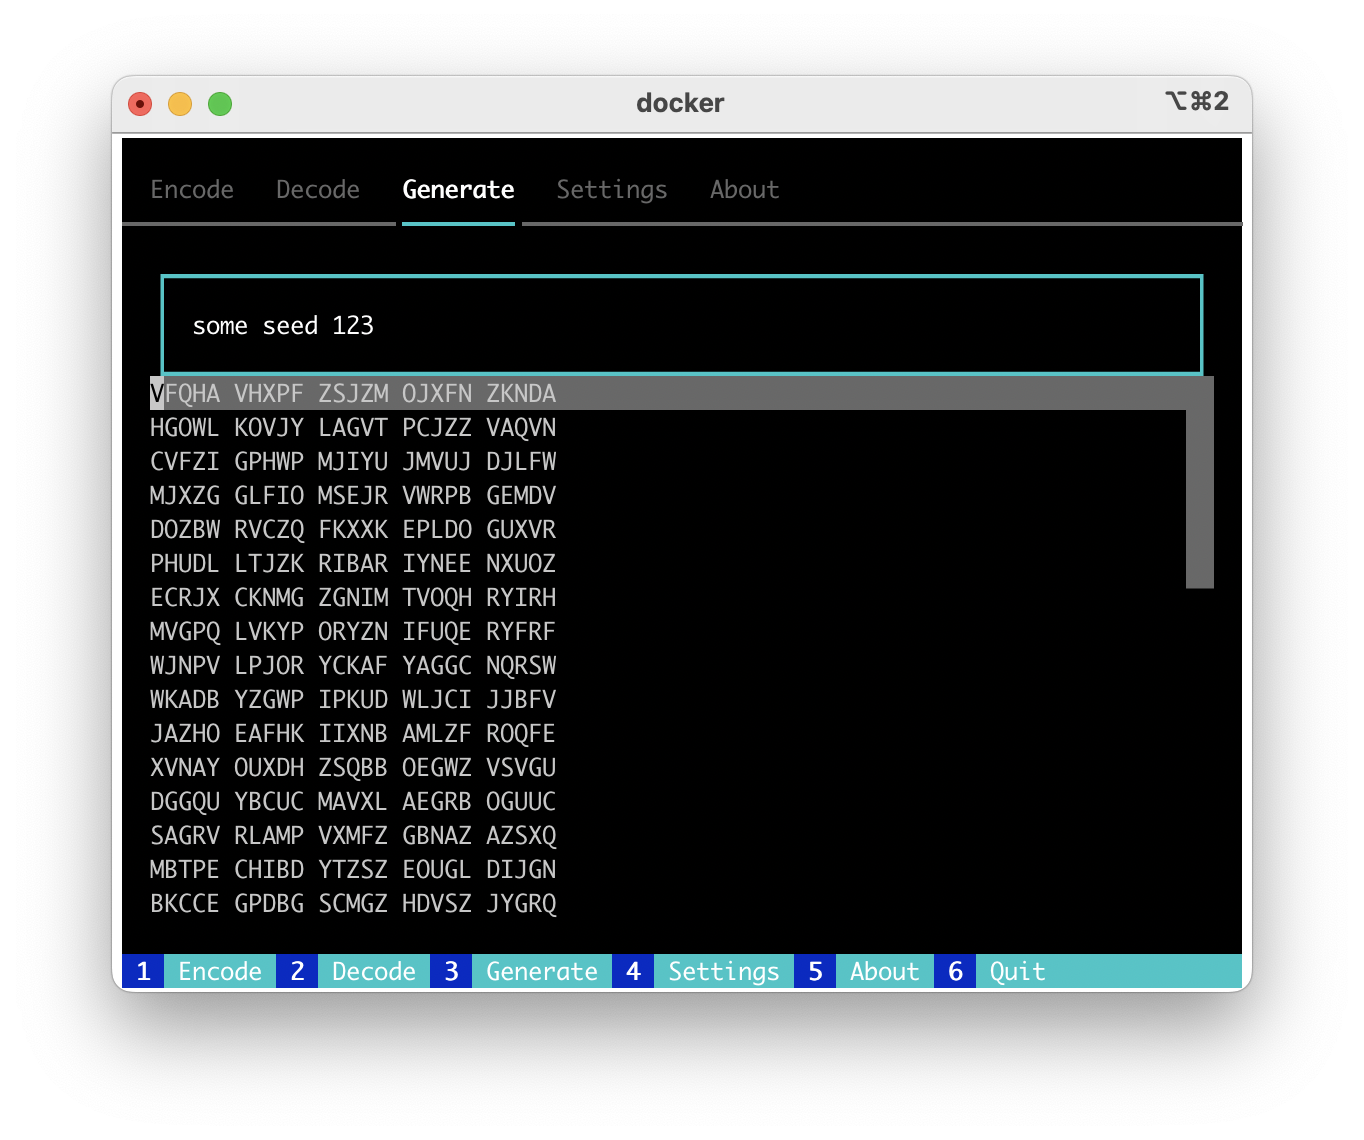 docker ⌥⌘2
Encode Decode Generate Settings About
some seed 123
VFQHA VHXPF ZSJZM OJXFN ZKNDA
HGOWL KOVJY LAGVT PCJZZ VAQVN
CVFZI GPHWP MJIYU JMVUJ DJLFW
MJXZG GLFIO MSEJR VWRPB GEMDV
DOZBW RVCZQ FKXXK EPLDO GUXVR
PHUDL LTJZK RIBAR IYNEE NXUOZ
ECRJX CKNMG ZGNIM TVOQH RYIRH
MVGPQ LVKYP ORYZN IFUQE RYFRF
WJNPV LPJOR YCKAF YAGGC NQRSW
WKADB YZGWP IPKUD WLJCI JJBFV
JAZHO EAFHK IIXNB AMLZF ROQFE
XVNAY OUXDH ZSQBB OEGWZ VSVGU
DGGQU YBCUC MAVXL AEGRB OGUUC
SAGRV RLAMP VXMFZ GBNAZ AZSXQ
MBTPE CHIBD YTZSZ EOUGL DIJGN
BKCCE GPDBG SCMGZ HDVSZ JYGRQ
1 Encode 2 Decode 3 Generate 4 Settings 5 About 6 Quit